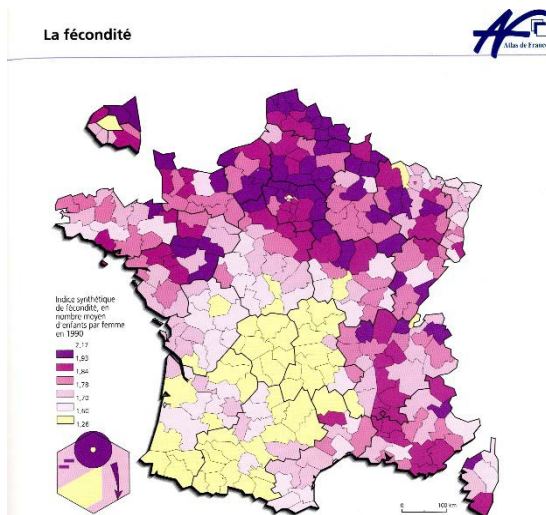 La fécondité
Atlas de France
Indice synthétique
de fécondité, en
nombre moyen
d'enfants par femme
en 1990
2,17
1,93
1,84
1,78
1,70
1,60
1,26
0 100 km